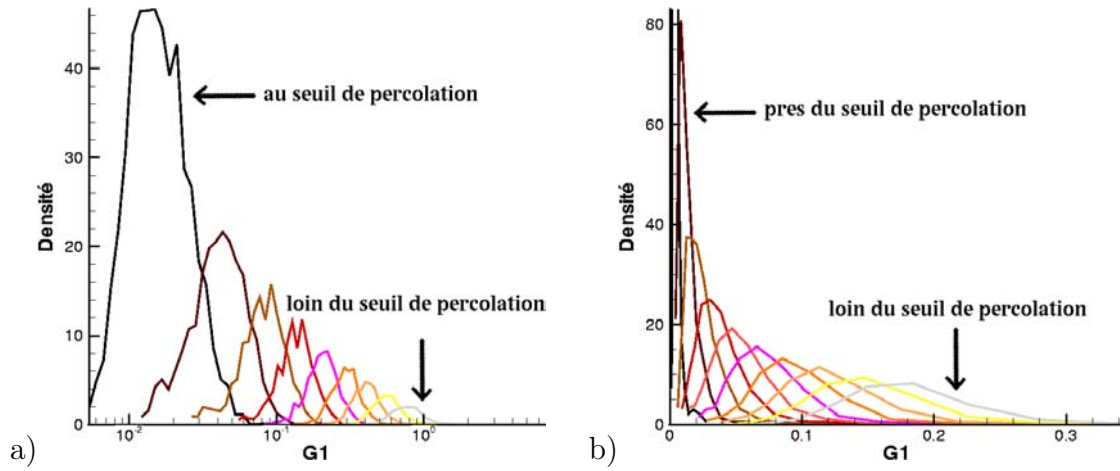 Densité
40
20
0
10⁻²
10⁻¹
10⁰
G1
au seuil de percolation
loin du seuil de percolation
a)
Densité
80
60
40
20
0
0
0.1
0.2
0.3
G1
pres du seuil de percolation
loin du seuil de percolation
b)